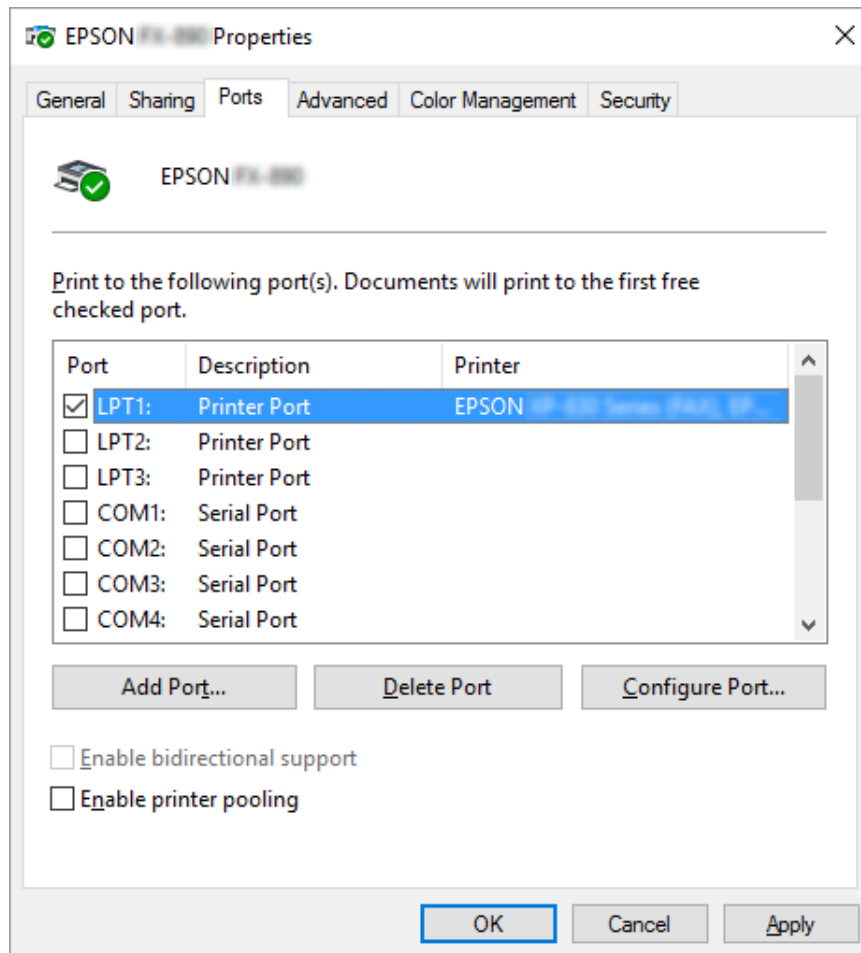 EPSON Properties
General Sharing Ports Advanced Color Management Security
EPSON
Print to the following port(s). Documents will print to the first free
checked port.
Port Description Printer
LPT1: Printer Port EPSON
LPT2: Printer Port
LPT3: Printer Port
COM1: Serial Port
COM2: Serial Port
COM3: Serial Port
COM4: Serial Port
Add Port... Delete Port Configure Port...
Enable bidirectional support
Enable printer pooling
OK Cancel Apply